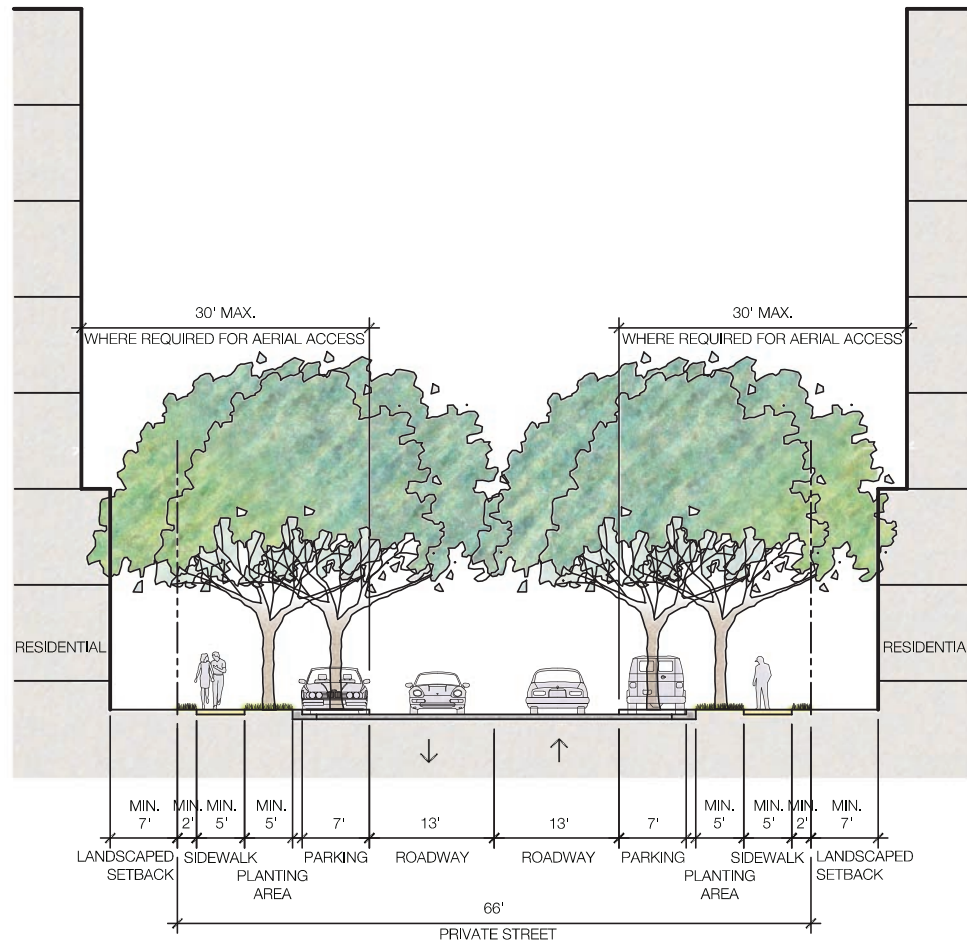 30' MAX.
WHERE REQUIRED FOR AERIAL ACCESS
30' MAX.
WHERE REQUIRED FOR AERIAL ACCESS
RESIDENTIAL
RESIDENTIA
MIN. 7'
MIN. 2'
MIN. 5'
MIN. 5'
7'
13'
13'
7'
MIN. 5'
MIN. 5'
MIN. 2'
MIN. 7'
LANDSCAPED SETBACK
SIDEWALK
PLANTING AREA
PARKING
ROADWAY
ROADWAY
PARKING
PLANTING AREA
SIDEWALK
LANDSCAPED SETBACK
66'
PRIVATE STREET